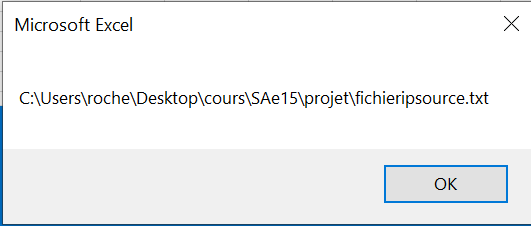 Microsoft Excel
C:\Users\roche\Desktop\cours\SAe15\projet\fichieripsource.txt
OK